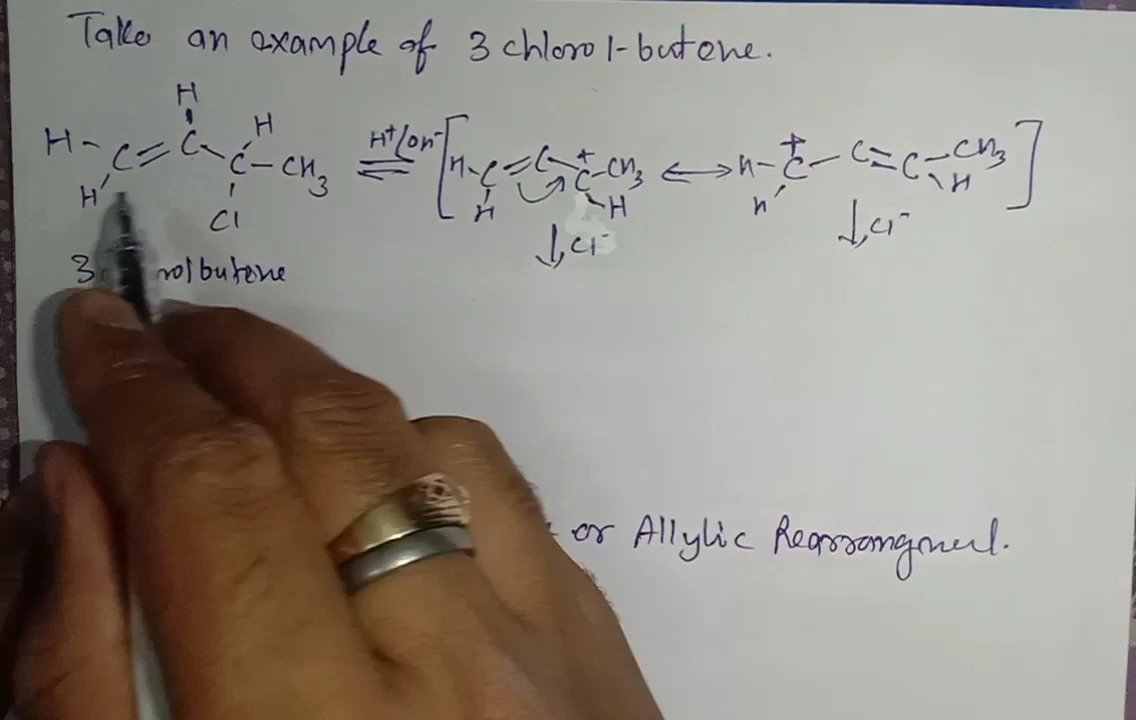 Take an example of 3 chloro 1-butene.
H H
H - C = C - C - CH3 ⇌ H+/OH- [ H - C = C - C+ - CH3 ⟷ H - C+ - C = C - CH3 ]
H Cl H H H H
↓, Cl- ↓, Cl-
3 butene
or Allylic Rearrangment.